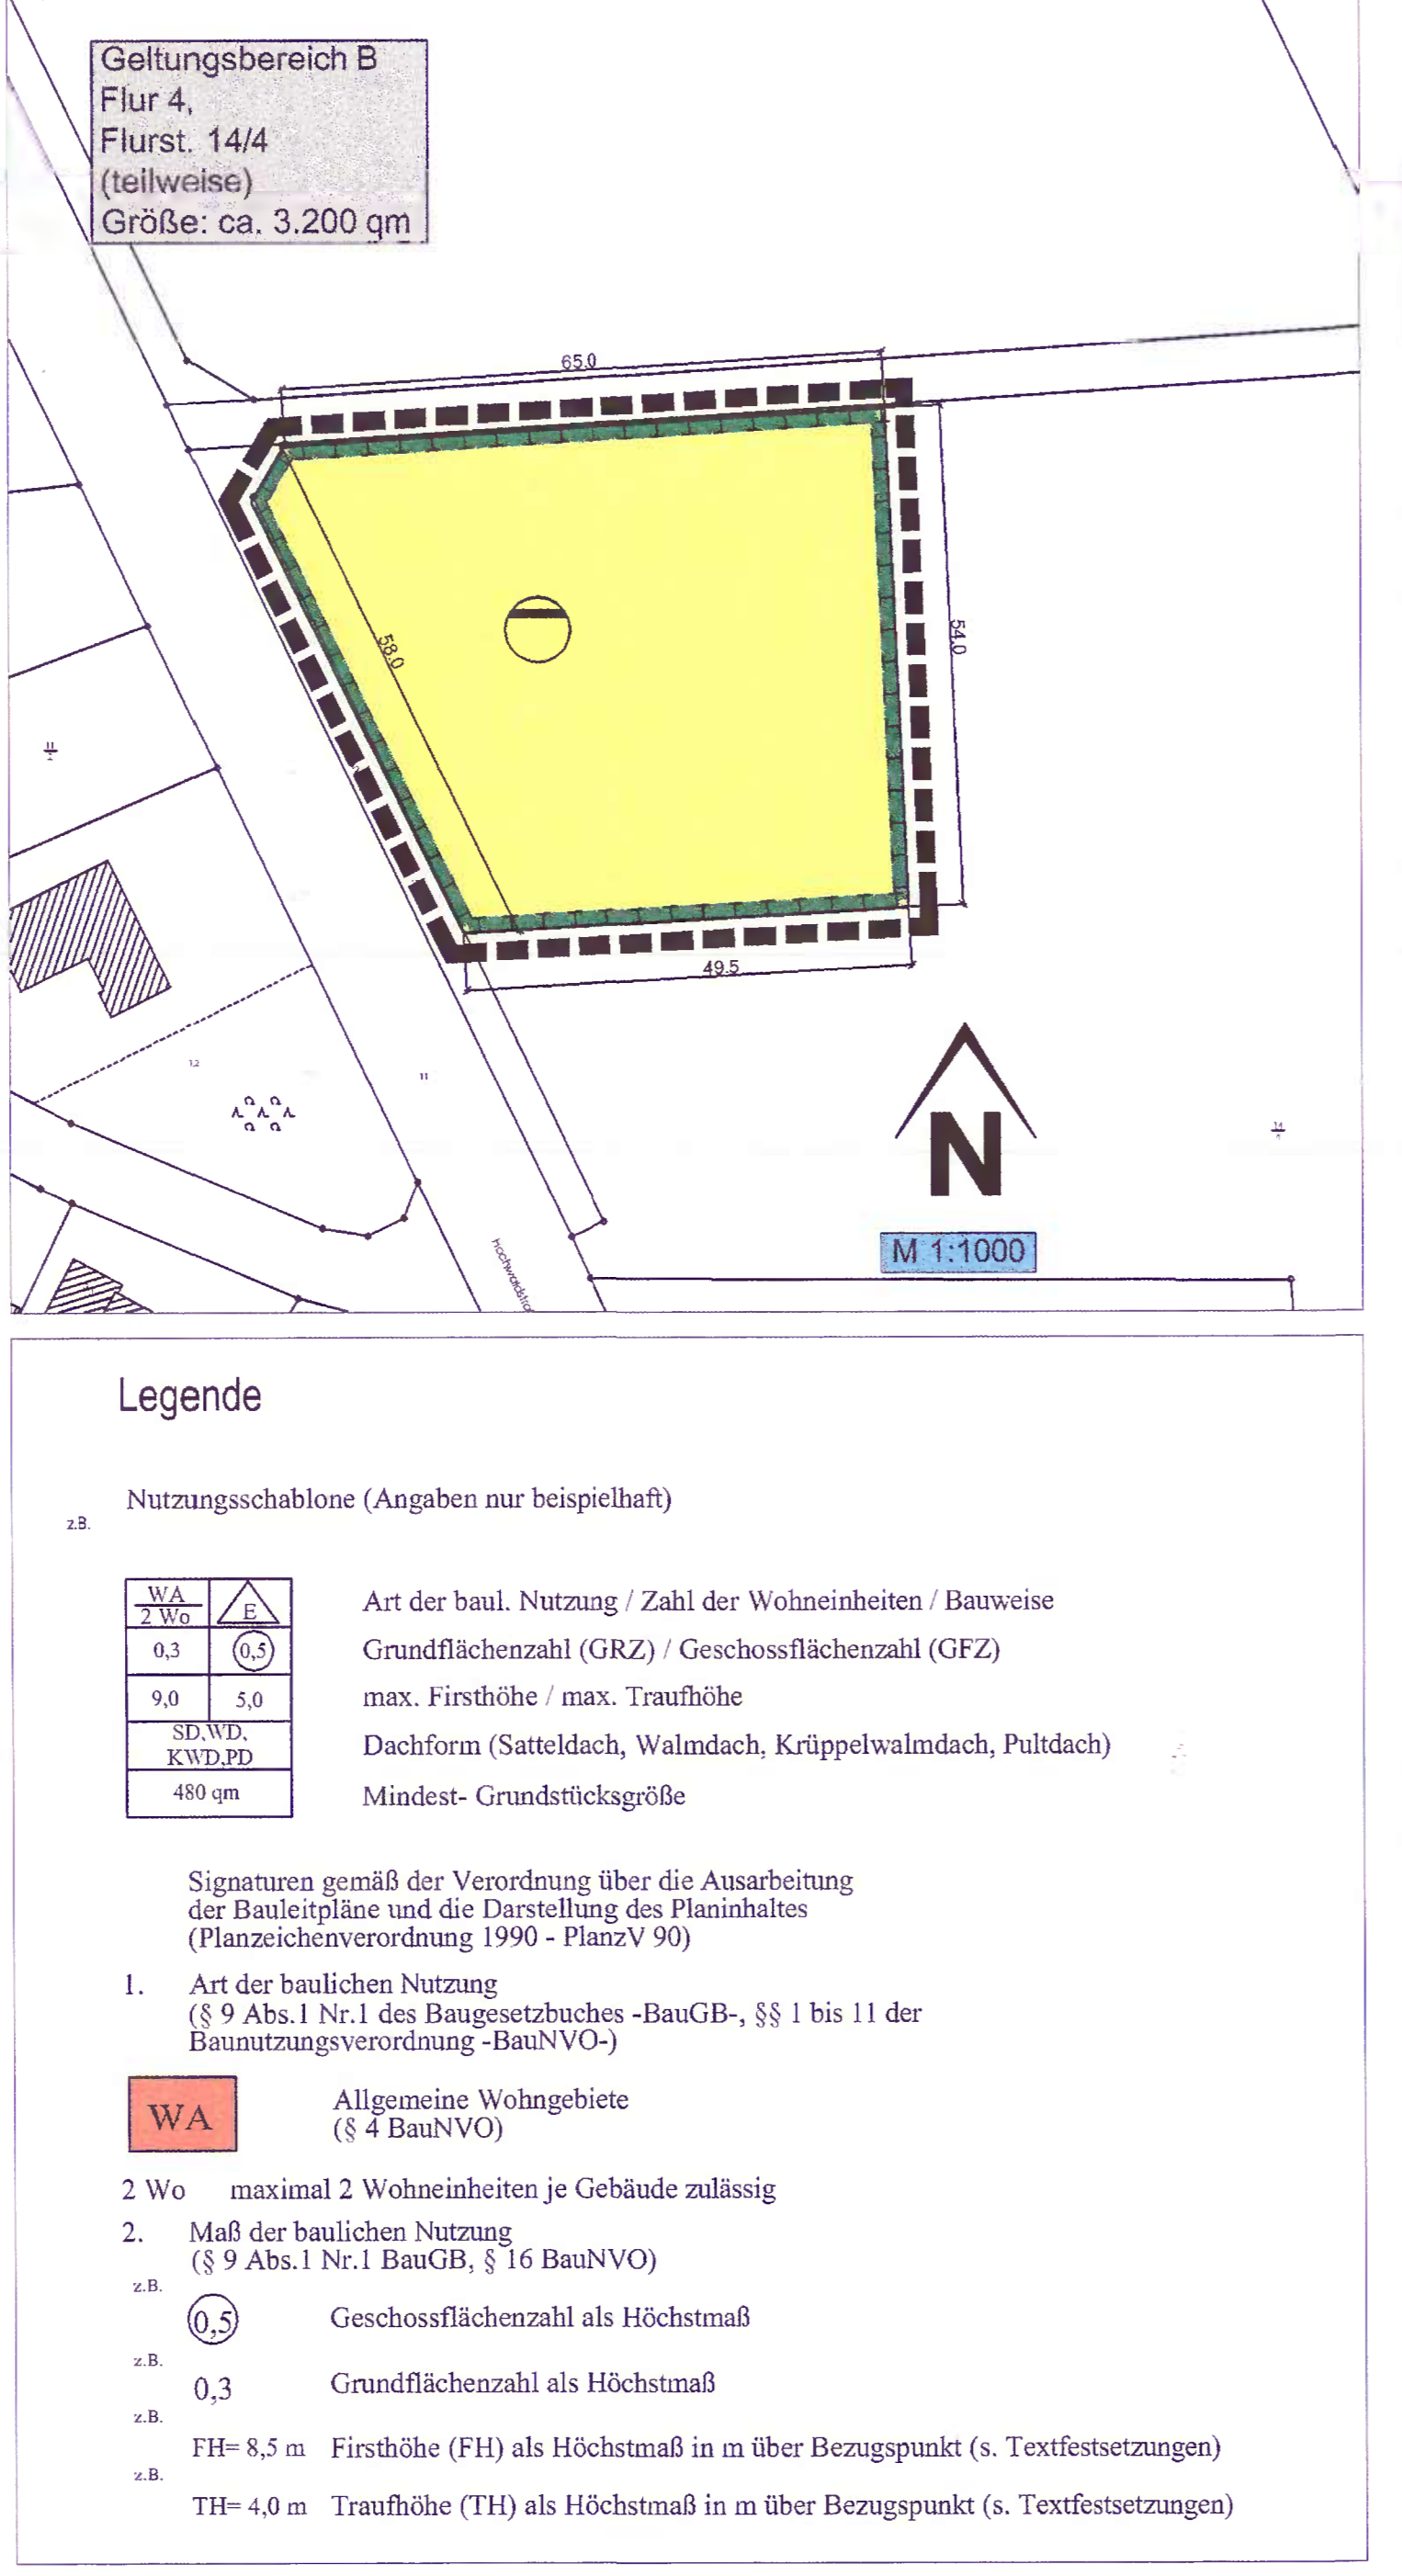 Geltungsbereich B
Flur 4,
Flurst. 14/4
(teilweise)
Größe: ca. 3.200 qm
65.0
58.0
54.0
49.5
12
11
N
M 1:1000
Legende
Nutzungsschablone (Angaben nur beispielhaft)
z.B.
WA E Art der baul. Nutzung / Zahl der Wohneinheiten / Bauweise
2 Wo
0,3 0,5 Grundflächenzahl (GRZ) / Geschossflächenzahl (GFZ)
9,0 5,0 max. Firsthöhe / max. Traufhöhe
SD,WD,
KWD,PD Dachform (Satteldach, Walmdach, Krüppelwalmdach, Pultdach)
480 qm Mindest- Grundstücksgröße
Signaturen gemäß der Verordnung über die Ausarbeitung
der Bauleitpläne und die Darstellung des Planinhaltes
(Planzeichenverordnung 1990 - PlanzV 90)
1. Art der baulichen Nutzung
(§ 9 Abs.1 Nr.1 des Baugesetzbuches -BauGB-, §§ 1 bis 11 der
Baunutzungsverordnung -BauNVO-)
WA Allgemeine Wohngebiete
(§ 4 BauNVO)
2 Wo maximal 2 Wohneinheiten je Gebäude zulässig
2. Maß der baulichen Nutzung
(§ 9 Abs.1 Nr.1 BauGB, § 16 BauNVO)
z.B.
0,5 Geschossflächenzahl als Höchstmaß
z.B.
0,3 Grundflächenzahl als Höchstmaß
z.B.
FH= 8,5 m Firsthöhe (FH) als Höchstmaß in m über Bezugspunkt (s. Textfestsetzungen)
z.B.
TH= 4,0 m Traufhöhe (TH) als Höchstmaß in m über Bezugspunkt (s. Textfestsetzungen)